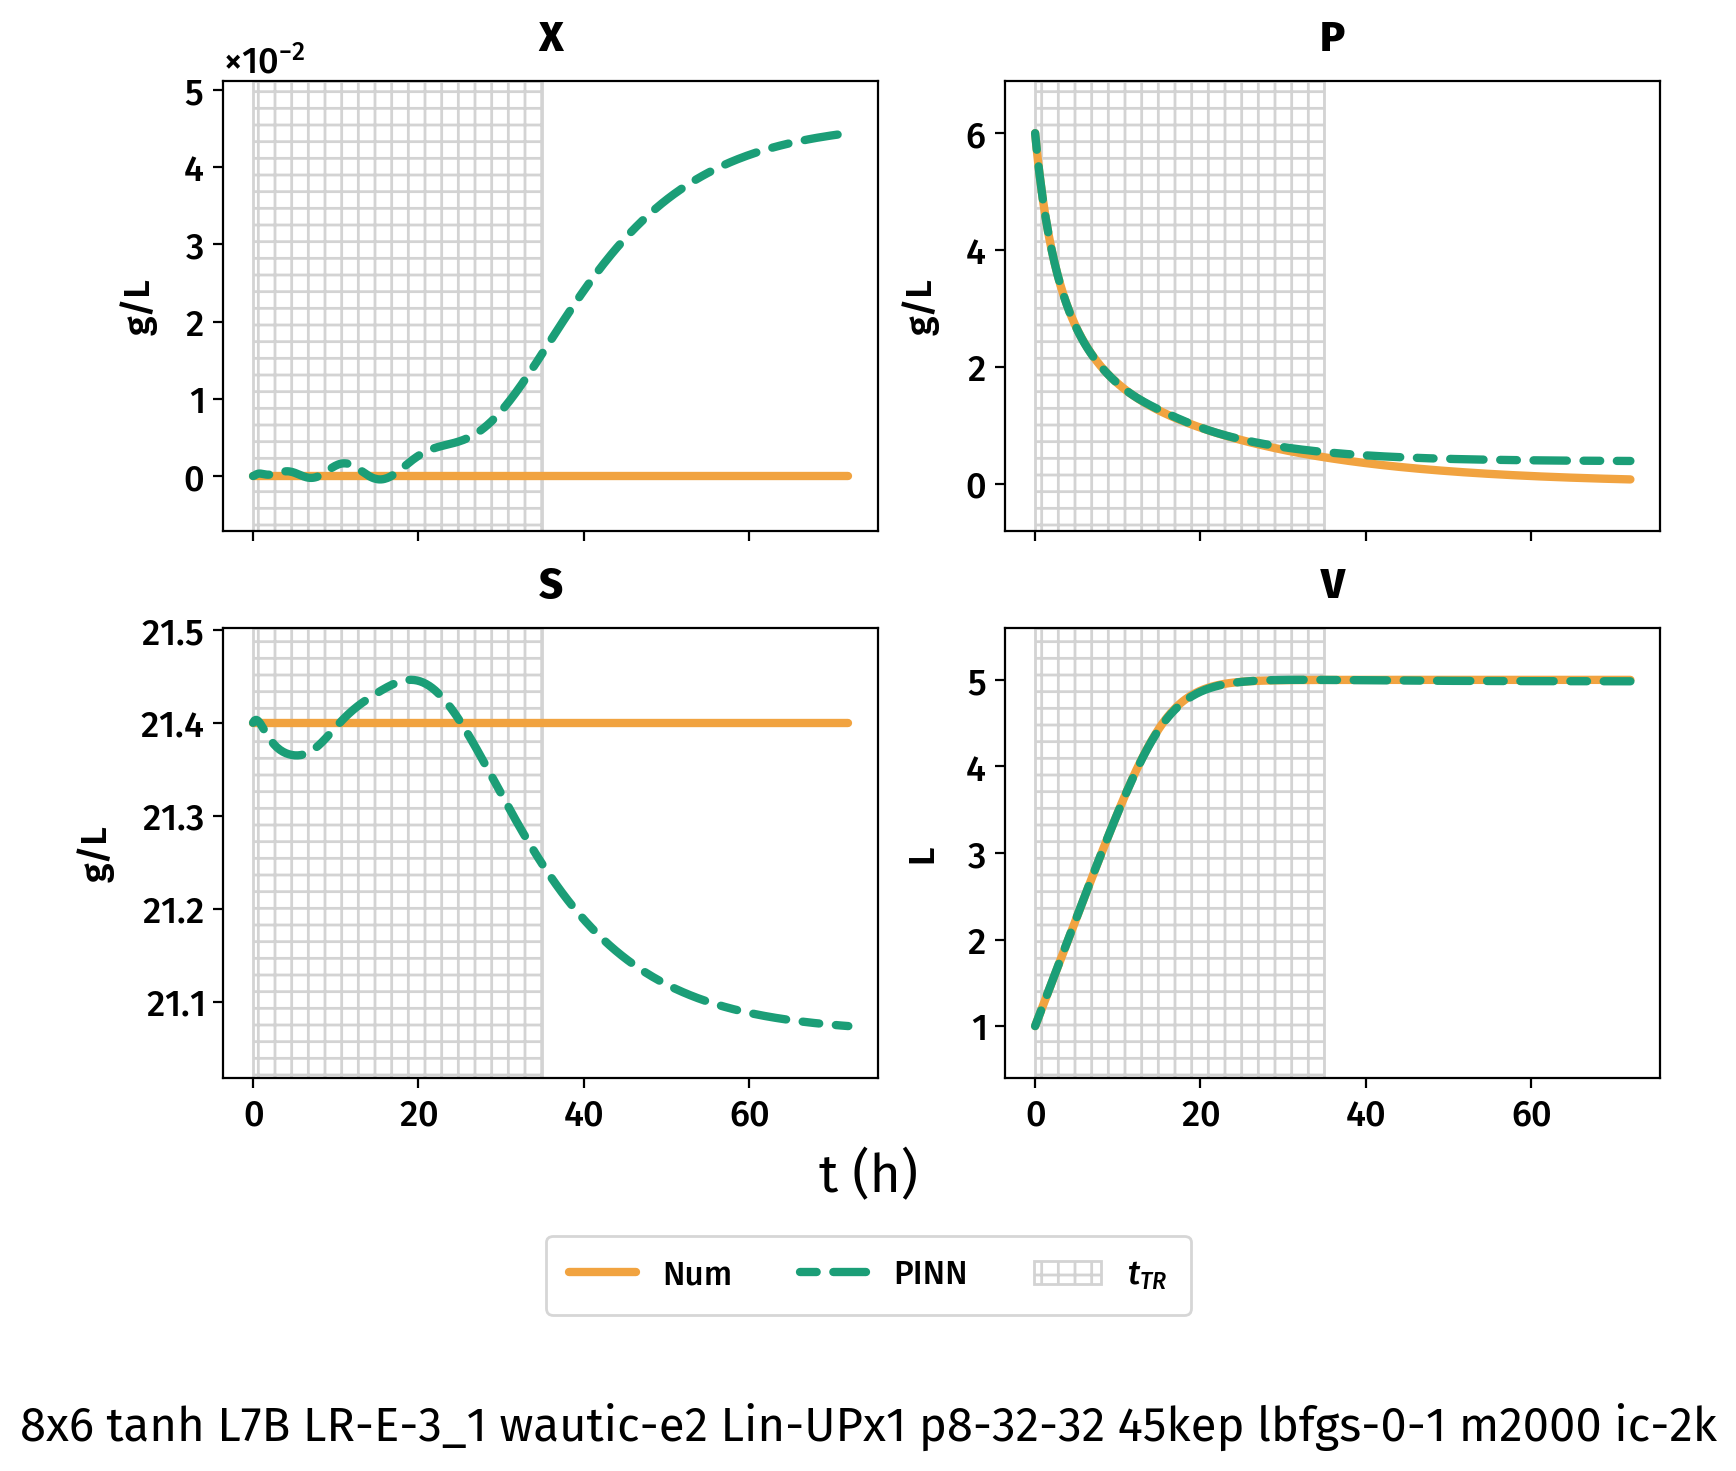 X
P
×10⁻²
5
4
3
2
1
0
g/L
6
4
2
0
g/L
S
V
21.5
21.4
21.3
21.2
21.1
g/L
5
4
3
2
1
L
0 20 40 60
0 20 40 60
t (h)
Num PINN t_TR
8x6 tanh L7B LR-E-3_1 wautic-e2 Lin-UPx1 p8-32-32 45kep lbfgs-0-1 m2000 ic-2k